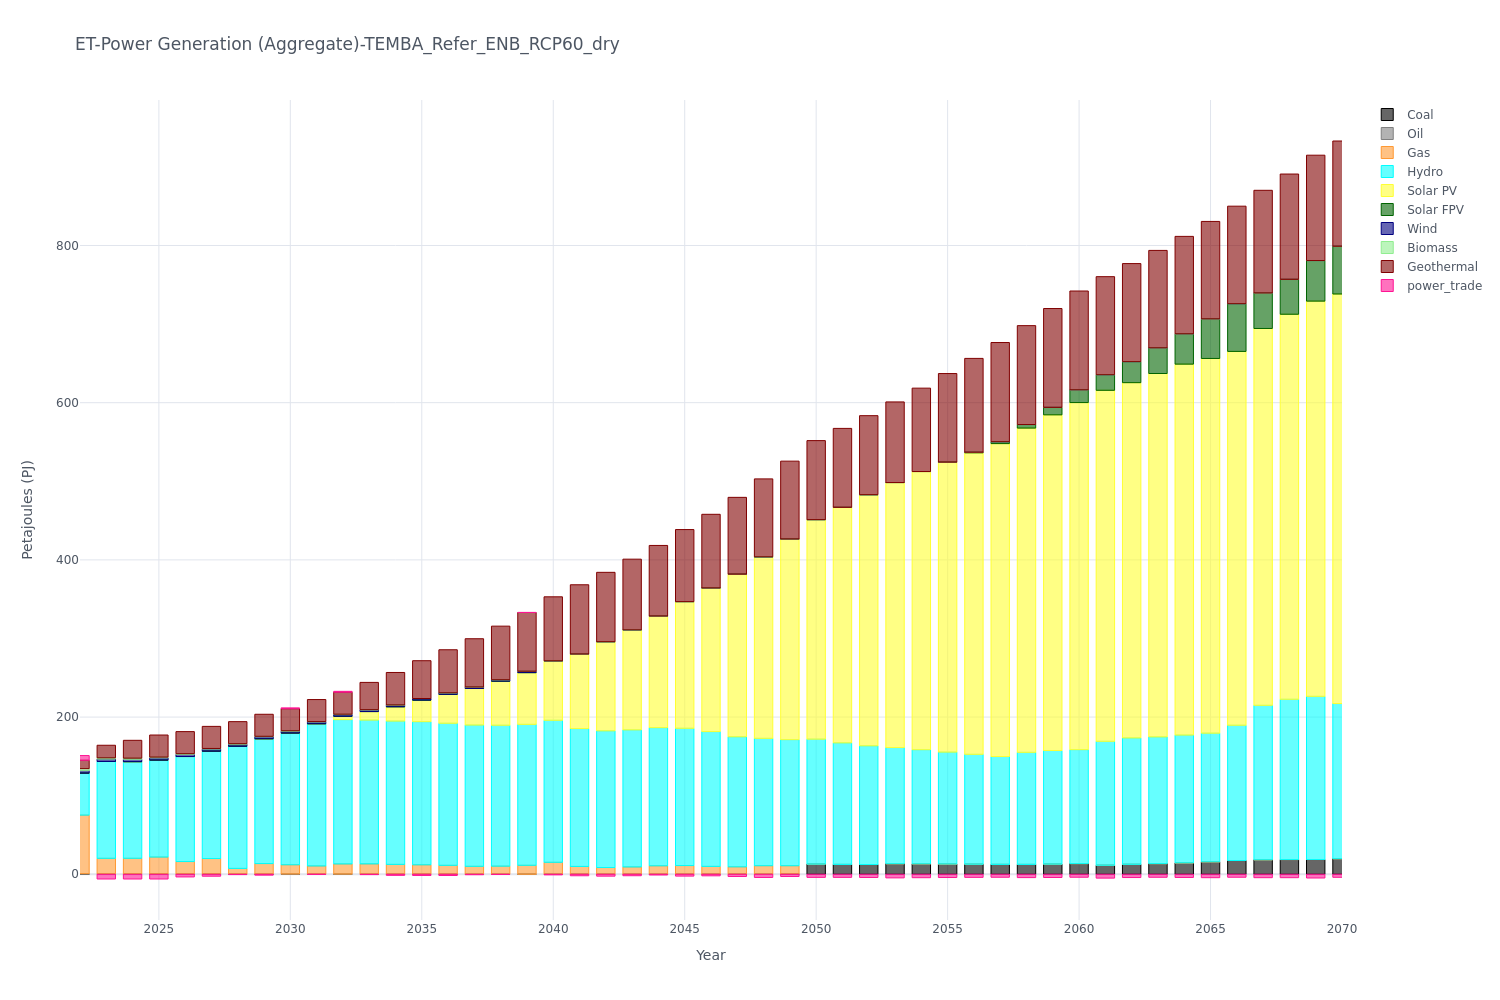 ET-Power Generation (Aggregate)-TEMBA_Refer_ENB_RCP60_dry
Coal
Oil
Gas
Hydro
Solar PV
Solar FPV
Wind
Biomass
Geothermal
power_trade
800
600
400
200
0
Petajoules (PJ)
2025
2030
2035
2040
2045
2050
2055
2060
2065
2070
Year